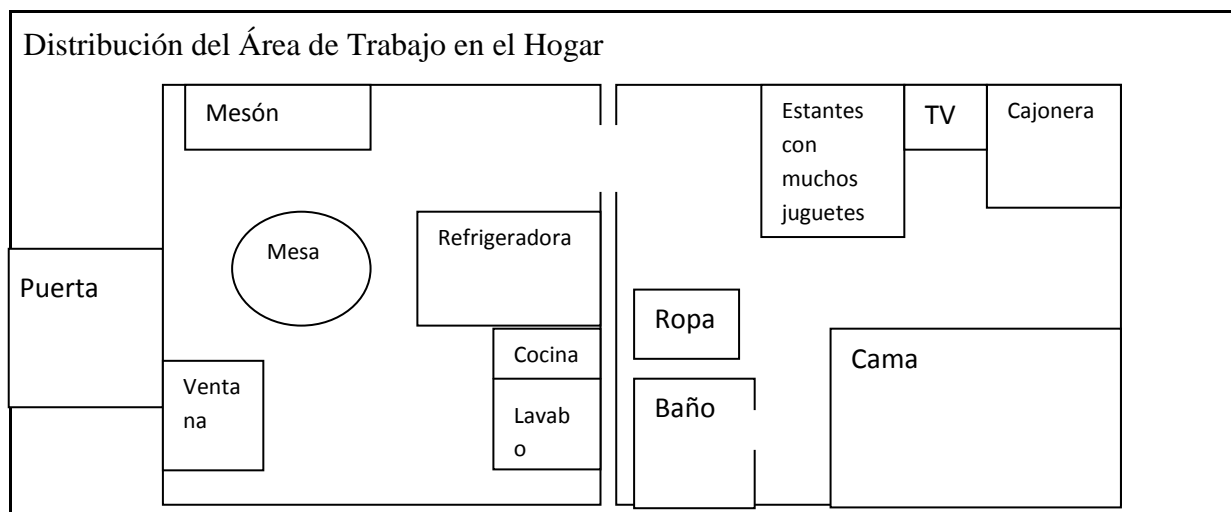 Distribución del Área de Trabajo en el Hogar
Mesón
Estantes
con
muchos
juguetes
TV
Cajonera
Mesa
Refrigeradora
Puerta
Ropa
Cocina
Cama
Venta
na
Lavab
o
Baño